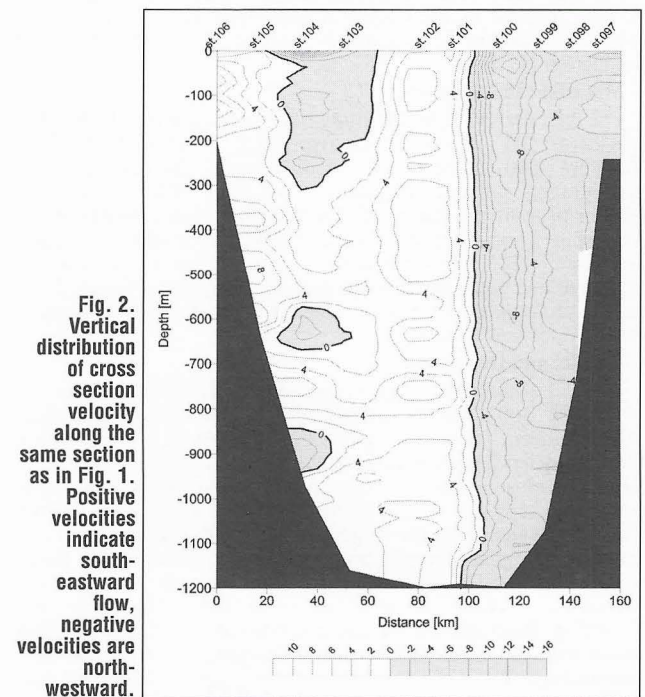 st.106 st.105 st.104 st.103 st.102 st.101 st.100 st.099 st.098 st.097
0
-100
-200
-300
-400
-500
-600
-700
-800
-900
-1000
-1100
-1200
Depth [m]
0 20 40 60 80 100 120 140 160
Distance [km]
10 8 6 4 2 0 -2 -4 -6 -8 -10 -12 -14 -16
Fig. 2.
Vertical
distribution
of cross
section
velocity
along the
same section
as in Fig. 1.
Positive
velocities
indicate
south-
eastward
flow,
negative
velocities are
north-
westward.